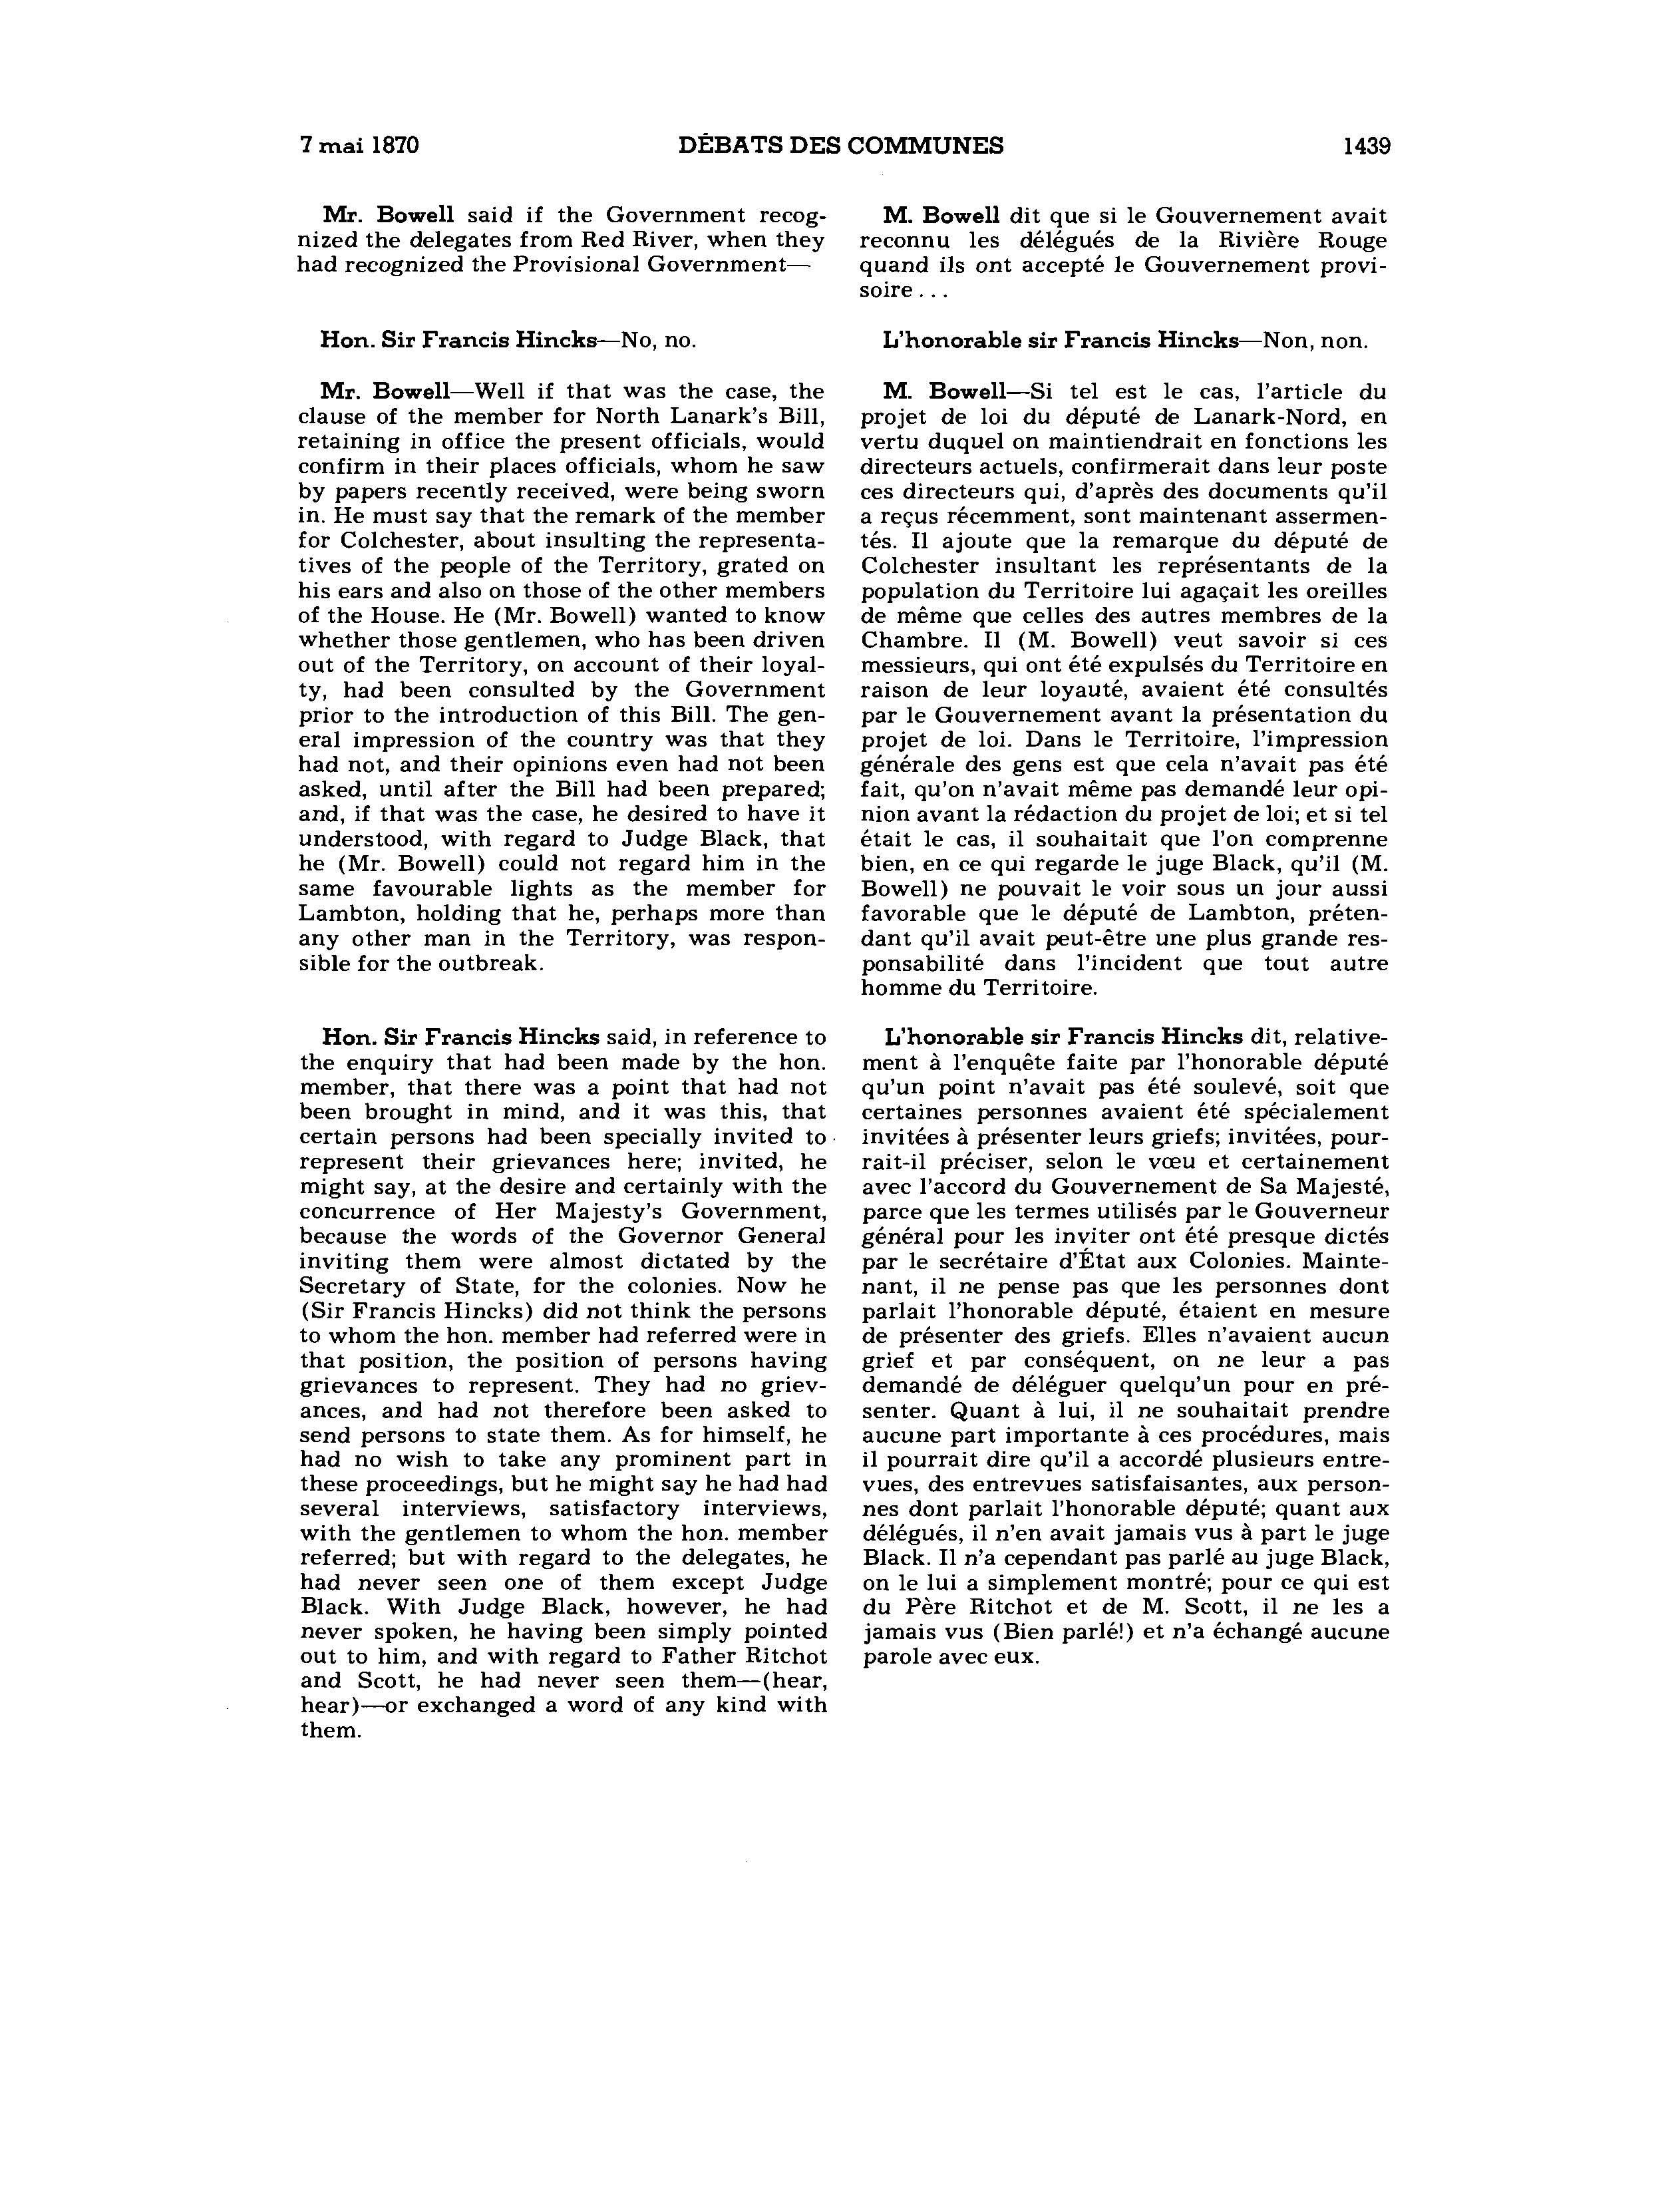 7 mai 1870 DÉBATS DES COMMUNES 1439
Mr. Bowell said if the Government recog-
nized the delegates from Red River, when they
had recognized the Provisional Government—
Hon. Sir Francis Hincks—No, no.
Mr. Bowell—Well if that was the case, the
clause of the member for North Lanark's Bill,
retaining in office the present officials, would
confirm in their places officials, whom he saw
by papers recently received, were being sworn
in. He must say that the remark of the member
for Colchester, about insulting the representa-
tives of the people of the Territory, grated on
his ears and also on those of the other members
of the House. He (Mr. Bowell) wanted to know
whether those gentlemen, who has been driven
out of the Territory, on account of their loyal-
ty, had been consulted by the Government
prior to the introduction of this Bill. The gen-
eral impression of the country was that they
had not, and their opinions even had not been
asked, until after the Bill had been prepared;
and, if that was the case, he desired to have it
understood, with regard to Judge Black, that
he (Mr. Bowell) could not regard him in the
same favourable lights as the member for
Lambton, holding that he, perhaps more than
any other man in the Territory, was respon-
sible for the outbreak.
Hon. Sir Francis Hincks said, in reference to
the enquiry that had been made by the hon.
member, that there was a point that had not
been brought in mind, and it was this, that
certain persons had been specially invited to
represent their grievances here; invited, he
might say, at the desire and certainly with the
concurrence of Her Majesty's Government,
because the words of the Governor General
inviting them were almost dictated by the
Secretary of State, for the colonies. Now he
(Sir Francis Hincks) did not think the persons
to whom the hon. member had referred were in
that position, the position of persons having
grievances to represent. They had no griev-
ances, and had not therefore been asked to
send persons to state them. As for himself, he
had no wish to take any prominent part in
these proceedings, but he might say he had had
several interviews, satisfactory interviews,
with the gentlemen to whom the hon. member
referred; but with regard to the delegates, he
had never seen one of them except Judge
Black. With Judge Black, however, he had
never spoken, he having been simply pointed
out to him, and with regard to Father Ritchot
and Scott, he had never seen them—(hear,
hear)—or exchanged a word of any kind with
them.
M. Bowell dit que si le Gouvernement avait
reconnu les délégués de la Rivière Rouge
quand ils ont accepté le Gouvernement provi-
soire . . .
L'honorable sir Francis Hincks—Non, non.
M. Bowell—Si tel est le cas, l'article du
projet de loi du député de Lanark-Nord, en
vertu duquel on maintiendrait en fonctions les
directeurs actuels, confirmerait dans leur poste
ces directeurs qui, d'après des documents qu'il
a reçus récemment, sont maintenant assermen-
tés. Il ajoute que la remarque du député de
Colchester insultant les représentants de la
population du Territoire lui agaçait les oreilles
de même que celles des autres membres de la
Chambre. Il (M. Bowell) veut savoir si ces
messieurs, qui ont été expulsés du Territoire en
raison de leur loyauté, avaient été consultés
par le Gouvernement avant la présentation du
projet de loi. Dans le Territoire, l'impression
générale des gens est que cela n'avait pas été
fait, qu'on n'avait même pas demandé leur opi-
nion avant la rédaction du projet de loi; et si tel
était le cas, il souhaitait que l'on comprenne
bien, en ce qui regarde le juge Black, qu'il (M.
Bowell) ne pouvait le voir sous un jour aussi
favorable que le député de Lambton, préten-
dant qu'il avait peut-être une plus grande res-
ponsabilité dans l'incident que tout autre
homme du Territoire.
L'honorable sir Francis Hincks dit, relative-
ment à l'enquête faite par l'honorable député
qu'un point n'avait pas été soulevé, soit que
certaines personnes avaient été spécialement
invitées à présenter leurs griefs; invitées, pour-
rait-il préciser, selon le vœu et certainement
avec l'accord du Gouvernement de Sa Majesté,
parce que les termes utilisés par le Gouverneur
général pour les inviter ont été presque dictés
par le secrétaire d'État aux Colonies. Mainte-
nant, il ne pense pas que les personnes dont
parlait l'honorable député, étaient en mesure
de présenter des griefs. Elles n'avaient aucun
grief et par conséquent, on ne leur a pas
demandé de déléguer quelqu'un pour en pré-
senter. Quant à lui, il ne souhaitait prendre
aucune part importante à ces procédures, mais
il pourrait dire qu'il a accordé plusieurs entre-
vues, des entrevues satisfaisantes, aux person-
nes dont parlait l'honorable député; quant aux
délégués, il n'en avait jamais vus à part le juge
Black. Il n'a cependant pas parlé au juge Black,
on le lui a simplement montré; pour ce qui est
du Père Ritchot et de M. Scott, il ne les a
jamais vus (Bien parlé!) et n'a échangé aucune
parole avec eux.